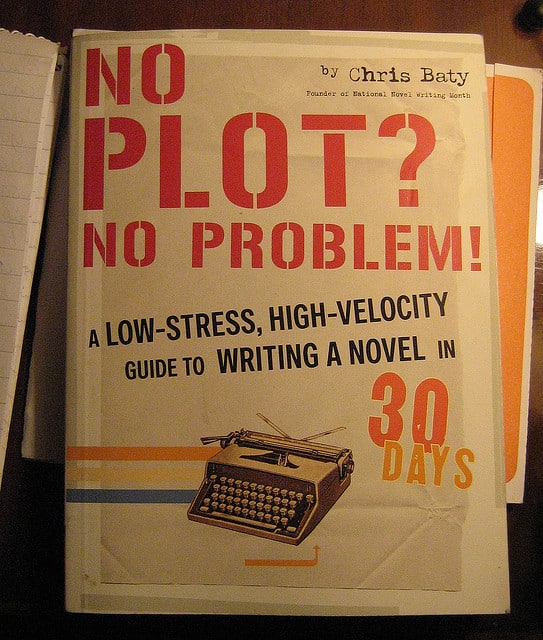 NO
by Chris Baty
Founder of National Novel Writing Month
PLOT?
NO PROBLEM!
A LOW-STRESS, HIGH-VELOCITY
GUIDE TO WRITING A NOVEL IN
30
DAYS